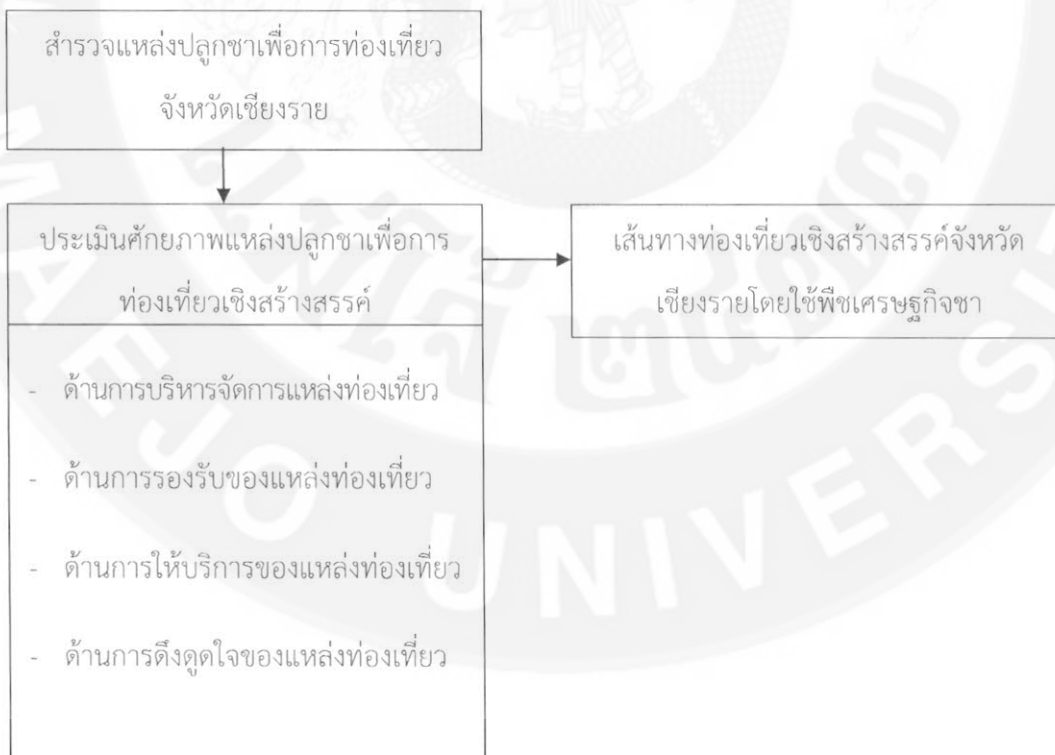 สำรวจแหล่งปลูกชาเพื่อการท่องเที่ยว
จังหวัดเชียงราย
ประเมินศักยภาพแหล่งปลูกชาเพื่อการ
ท่องเที่ยวเชิงสร้างสรรค์
เส้นทางท่องเที่ยวเชิงสร้างสรรค์จังหวัด
เชียงรายโดยใช้พืชเศรษฐกิจชา
- ด้านการบริหารจัดการแหล่งท่องเที่ยว
- ด้านการรองรับของแหล่งท่องเที่ยว
- ด้านการให้บริการของแหล่งท่องเที่ยว
- ด้านการดึงดูดใจของแหล่งท่องเที่ยว
MAEJO UNIVERS